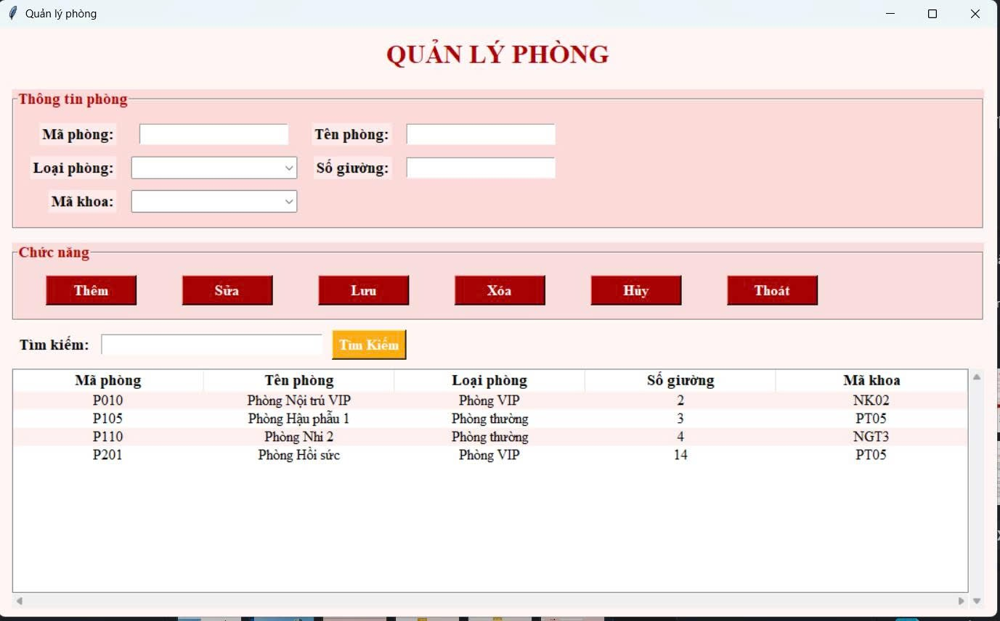 Quản lý phòng
QUẢN LÝ PHÒNG
Thông tin phòng
Mã phòng: Tên phòng:
Loại phòng: Số giường:
Mã khoa:
Chức năng
Thêm Sửa Lưu Xóa Hủy Thoát
Tìm kiếm: Tìm Kiếm
Mã phòng Tên phòng Loại phòng Số giường Mã khoa
P010 Phòng Nội trú VIP Phòng VIP 2 NK02
P105 Phòng Hậu phẫu 1 Phòng thường 3 PT05
P110 Phòng Nhi 2 Phòng thường 4 NGT3
P201 Phòng Hồi sức Phòng VIP 14 PT05